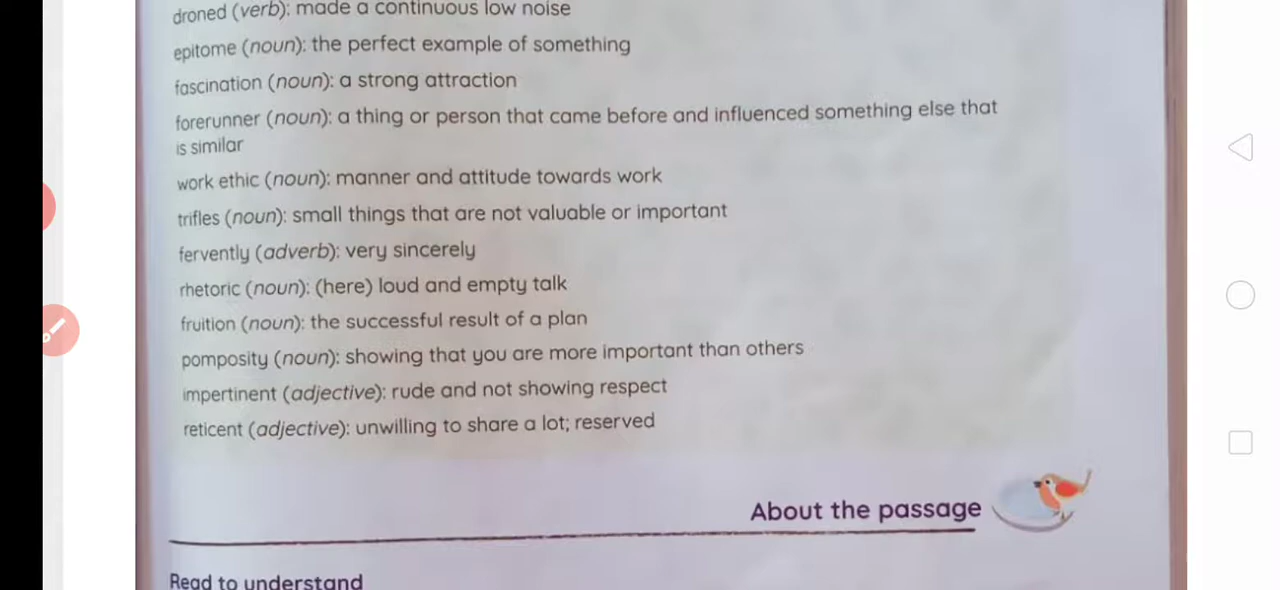 droned (verb): made a continuous low noise
epitome (noun): the perfect example of something
fascination (noun): a strong attraction
forerunner (noun): a thing or person that came before and influenced something else that
is similar
work ethic (noun): manner and attitude towards work
trifles (noun): small things that are not valuable or important
fervently (adverb): very sincerely
rhetoric (noun): (here) loud and empty talk
fruition (noun): the successful result of a plan
pomposity (noun): showing that you are more important than others
impertinent (adjective): rude and not showing respect
reticent (adjective): unwilling to share a lot; reserved
About the passage
Read to understand